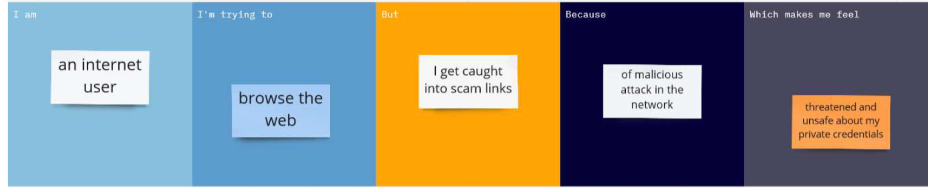 I am
an internet
user
I'm trying to
browse the
web
But
I get caught
into scam links
Because
of malicious
attack in the
network
Which makes me feel
threatened and
unsafe about my
private credentials